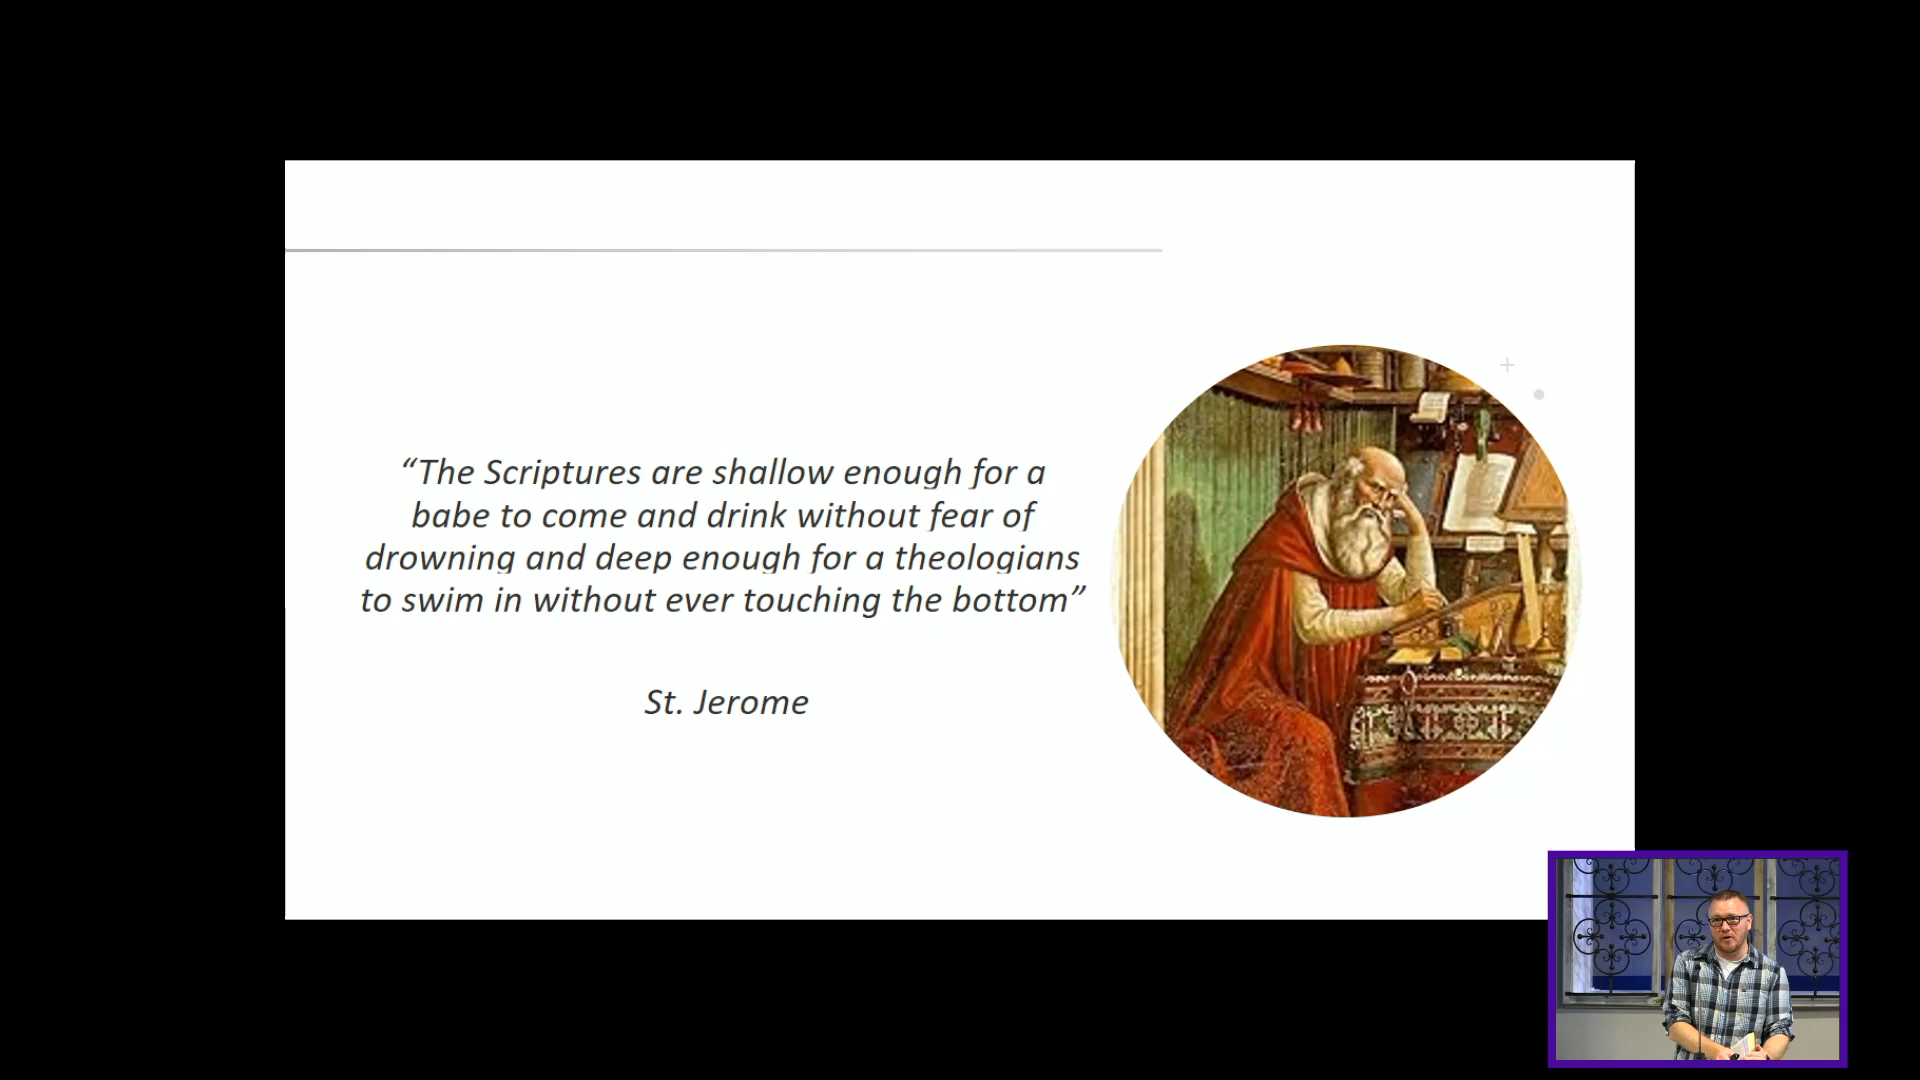 “The Scriptures are shallow enough for a
babe to come and drink without fear of
drowning and deep enough for a theologians
to swim in without ever touching the bottom”
St. Jerome